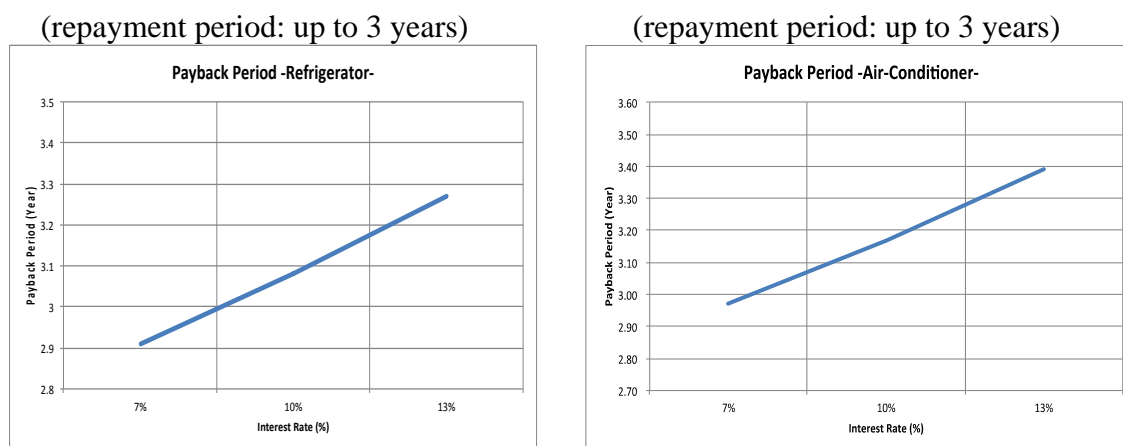 (repayment period: up to 3 years)
Payback Period -Refrigerator-
3.5
3.4
3.3
3.2
3.1
3
2.9
2.8
Payback Period (Year)
7% 10% 13%
Interest Rate (%)
(repayment period: up to 3 years)
Payback Period -Air-Conditioner-
3.60
3.50
3.40
3.30
3.20
3.10
3.00
2.90
2.80
2.70
Payback Period (Year)
7% 10% 13%
Interest Rate (%)